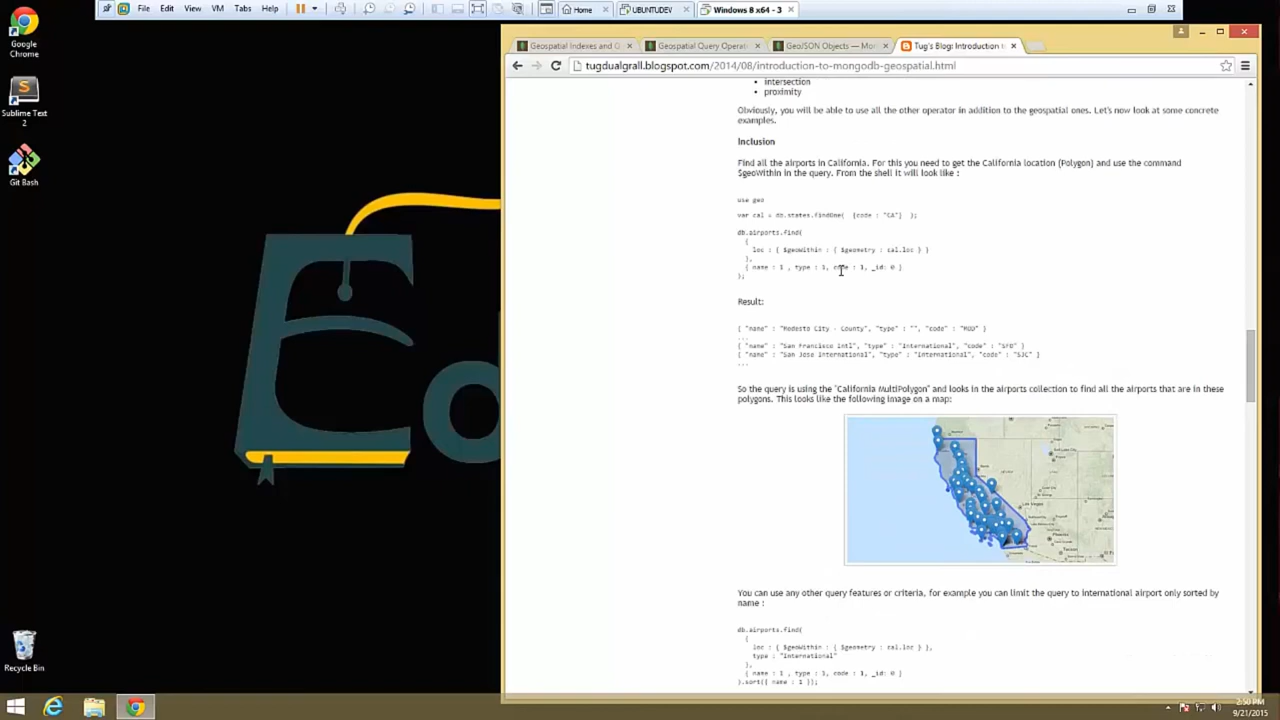 File Edit View VM Tabs Help
Home
UBUNTUDEV
Windows 8 x64 - 3
Google
Chrome
Sublime Text
2
Git Bash
Recycle Bin
Geospatial Indexes and Q
Geospatial Query Operat
GeoJSON Objects — Mon
Tug's Blog: Introduction t
tugdualgrall.blogspot.com/2014/08/introduction-to-mongodb-geospatial.html
• intersection
• proximity
Obviously, you will be able to use all the other operator in addition to the geospatial ones. Let's now look at some concrete
examples.
Inclusion
Find all the airports in California. For this you need to get the California location (Polygon) and use the command
$geoWithin in the query. From the shell it will look like :
use geo
var cal = db.states.findOne( {code : "CA"} );
db.airports.find(
{
loc : { $geoWithin : { $geometry : cal.loc } }
},
{ name : 1 , type : 1, code : 1, _id: 0 }
);
Result:
{ "name" : "Modesto City - County", "type" : "", "code" : "MOD" }
...
{ "name" : "San Francisco Intl", "type" : "International", "code" : "SFO" }
{ "name" : "San Jose International", "type" : "International", "code" : "SJC" }
...
So the query is using the "California MultiPolygon" and looks in the airports collection to find all the airports that are in these
polygons. This looks like the following image on a map:
You can use any other query features or criteria, for example you can limit the query to international airport only sorted by
name :
db.airports.find(
{
loc : { $geoWithin : { $geometry : cal.loc } },
type : "International"
},
{ name : 1 , type : 1, code : 1, _id: 0 }
).sort({ name : 1 });
2:50 PM
9/21/2015